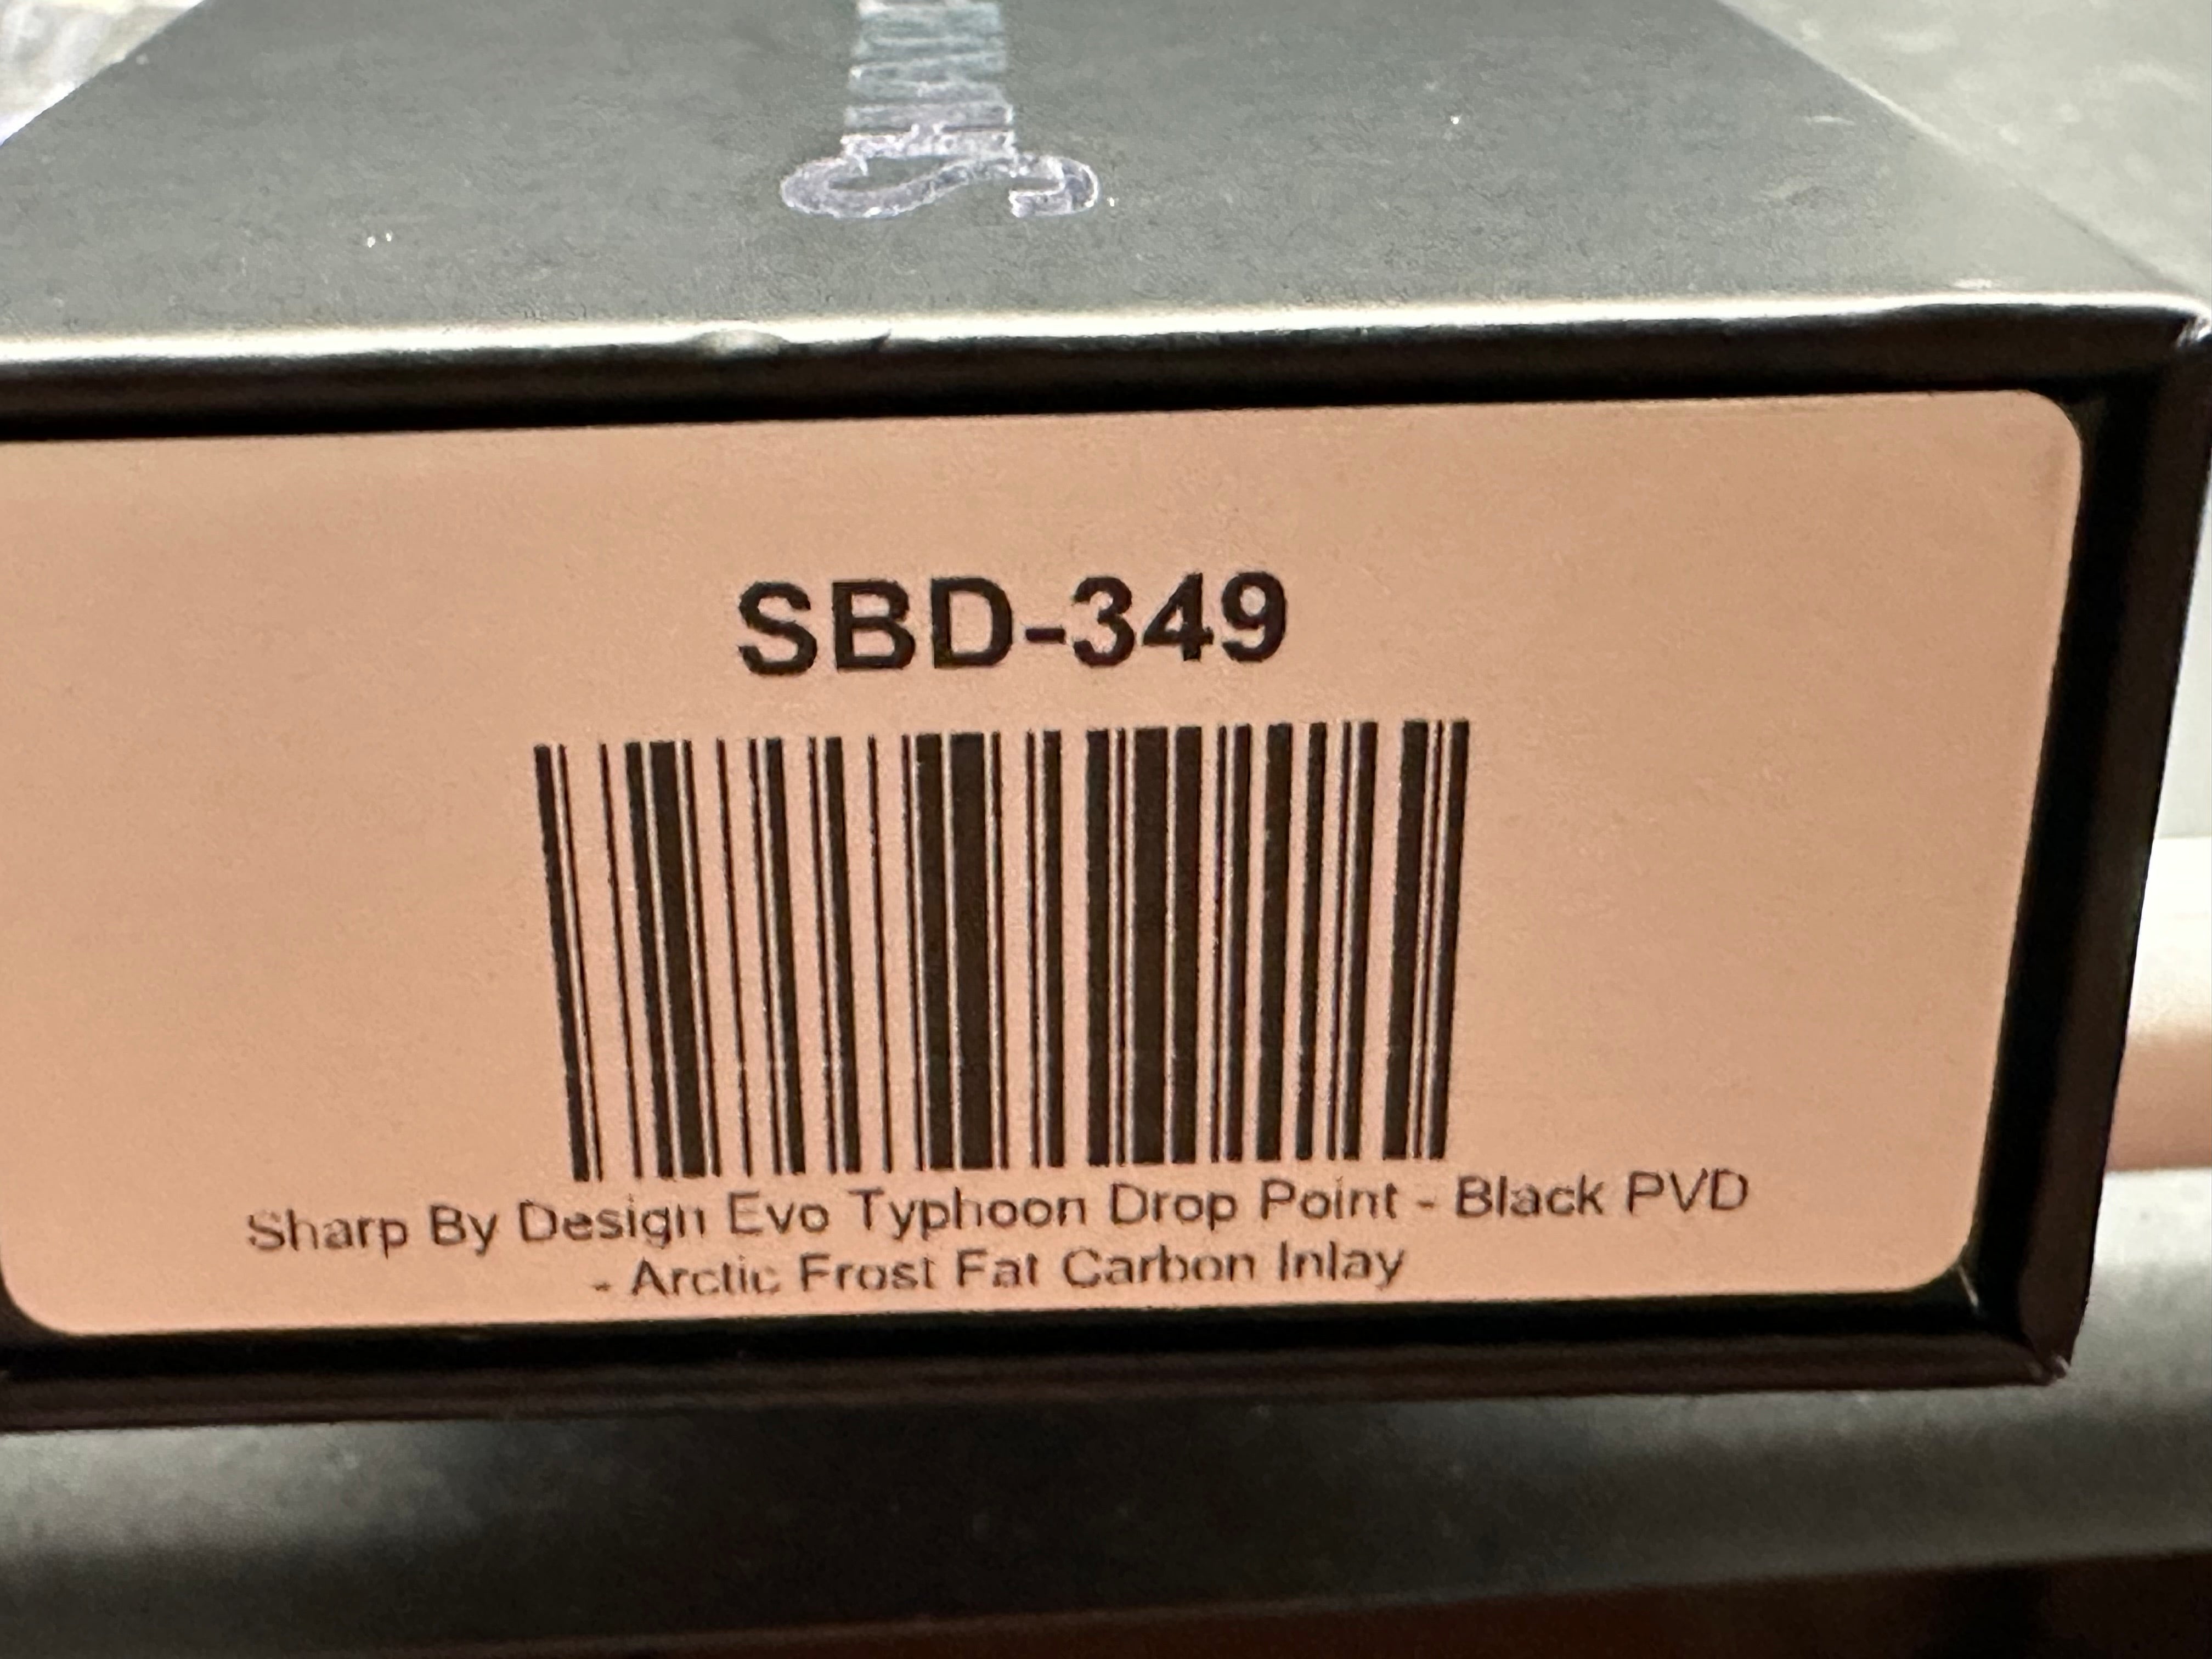 SBD-349
Sharp By Design Evo Typhoon Drop Point - Black PVD
- Arctic Frost Fat Carbon Inlay